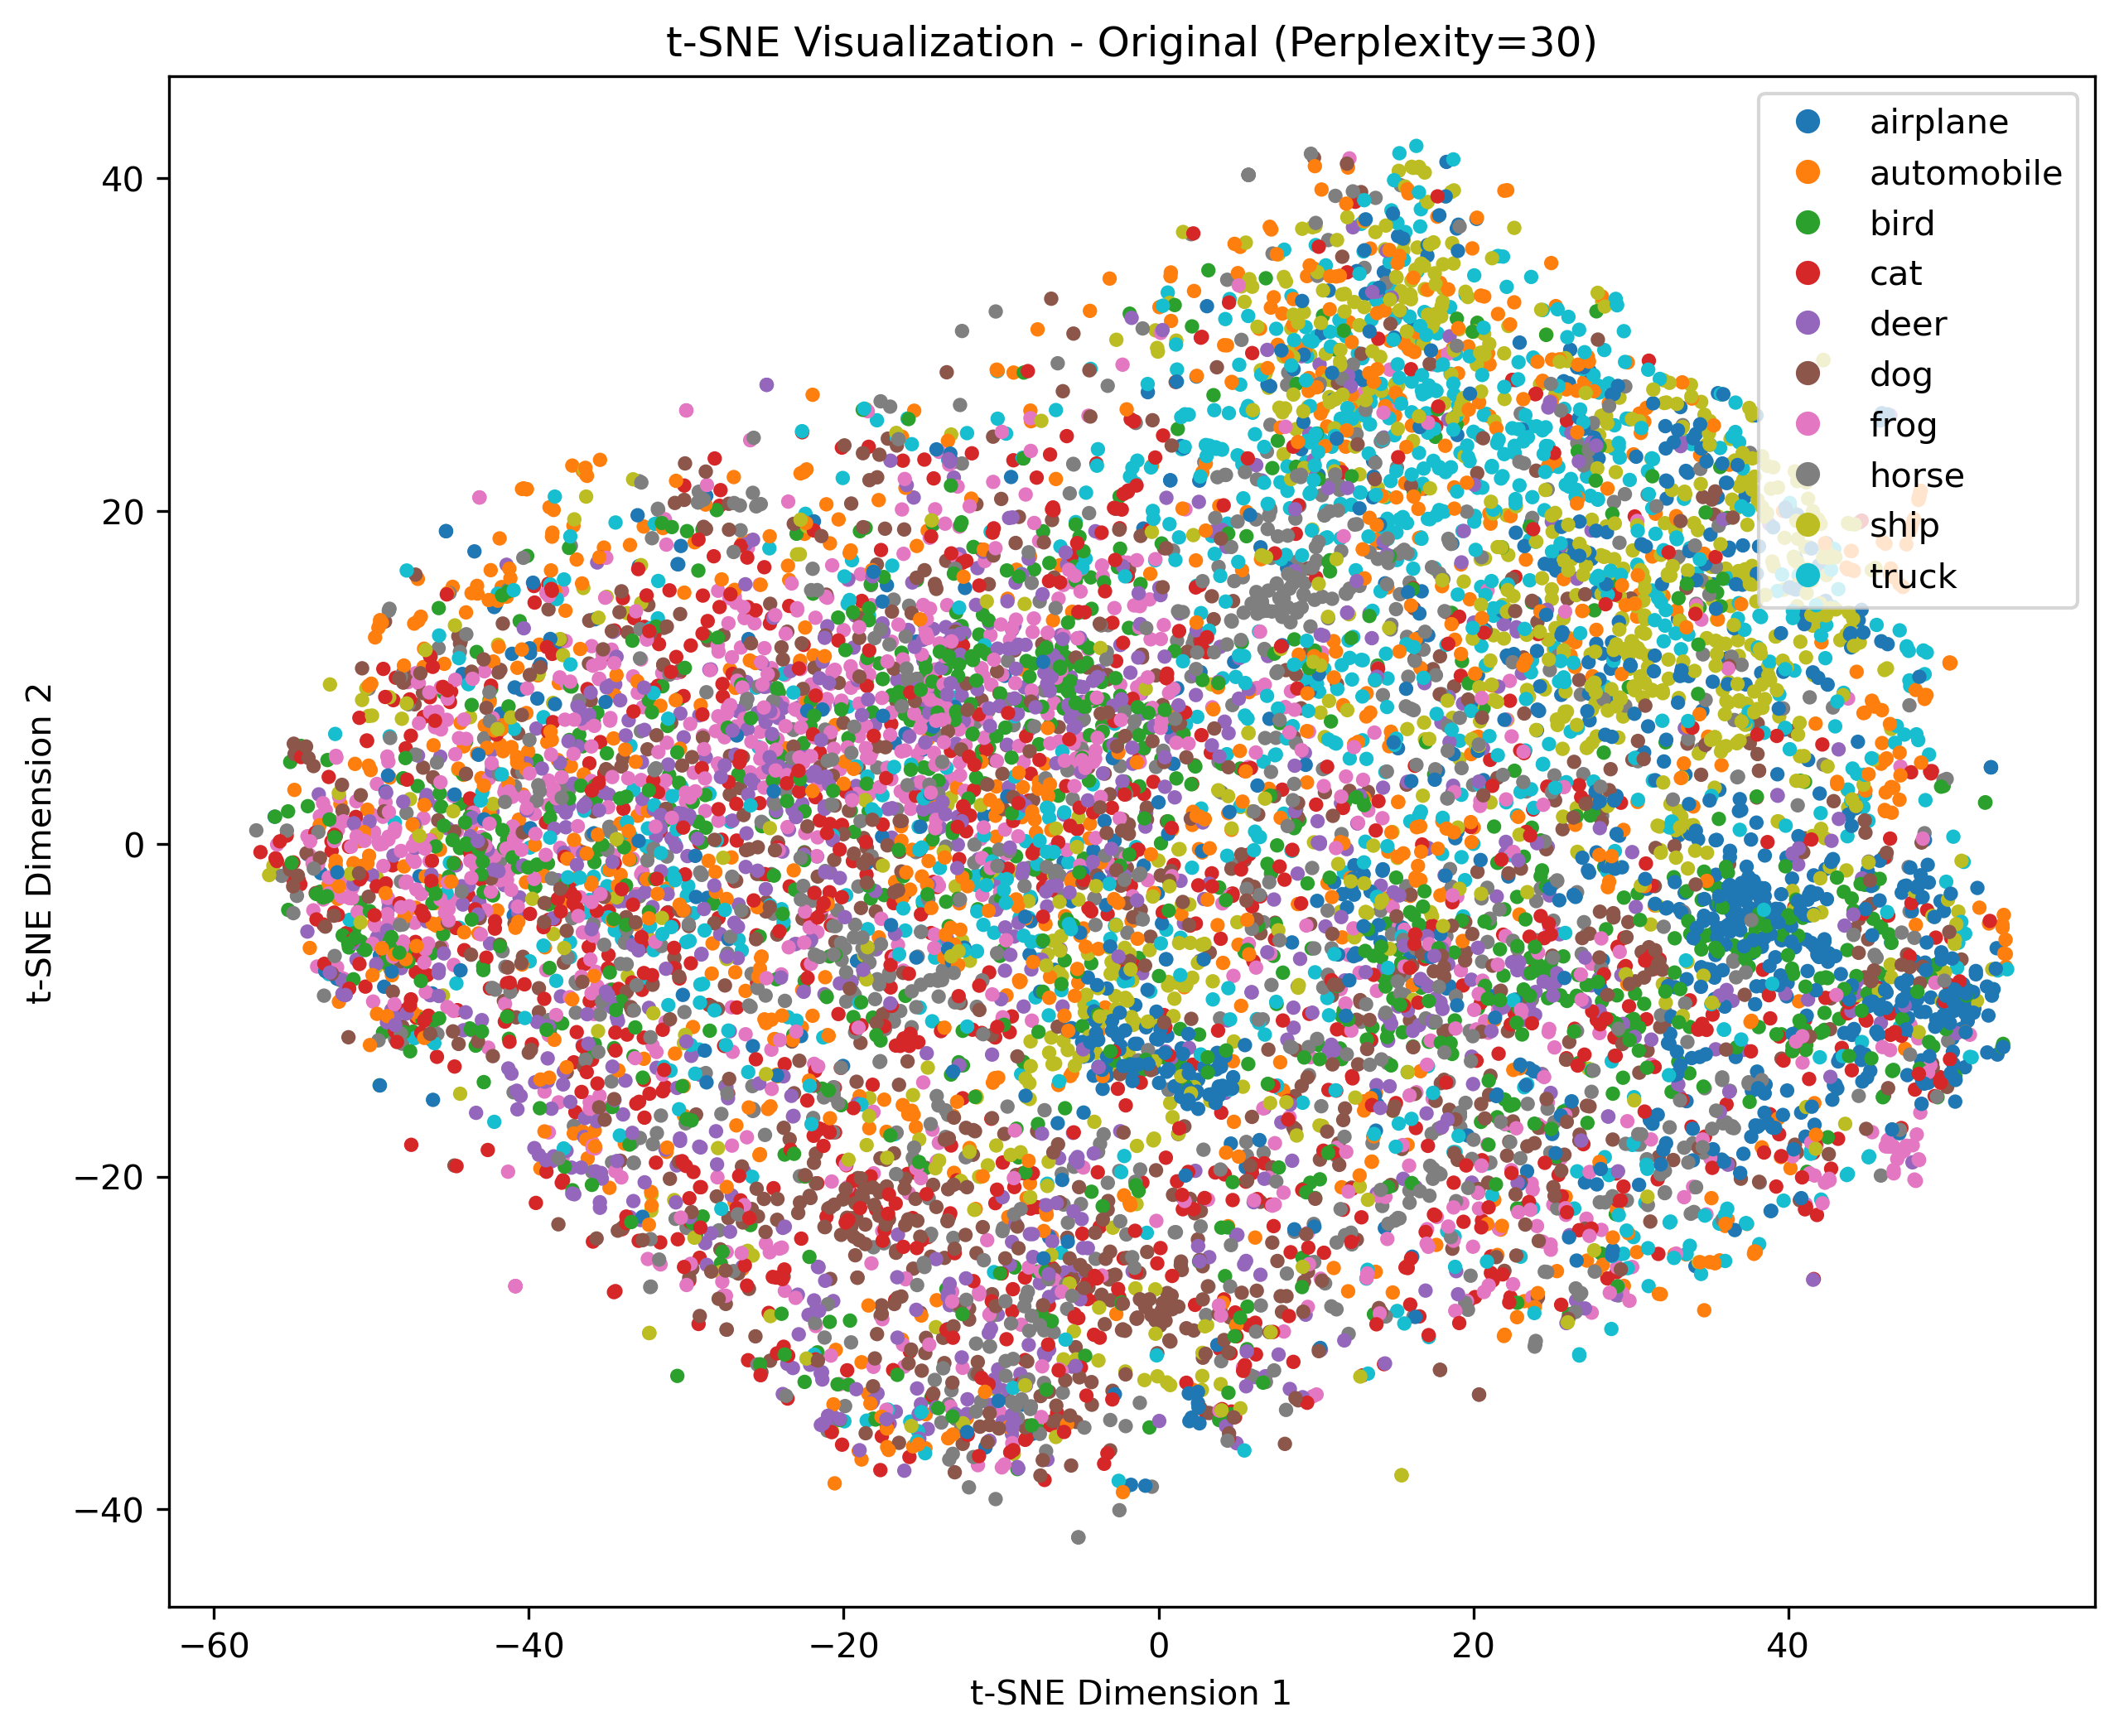 t-SNE Visualization - Original (Perplexity=30)
airplane
automobile
bird
cat
deer
dog
frog
horse
ship
truck
t-SNE Dimension 2
40
20
0
−20
−40
−60
−40
−20
0
20
40
t-SNE Dimension 1